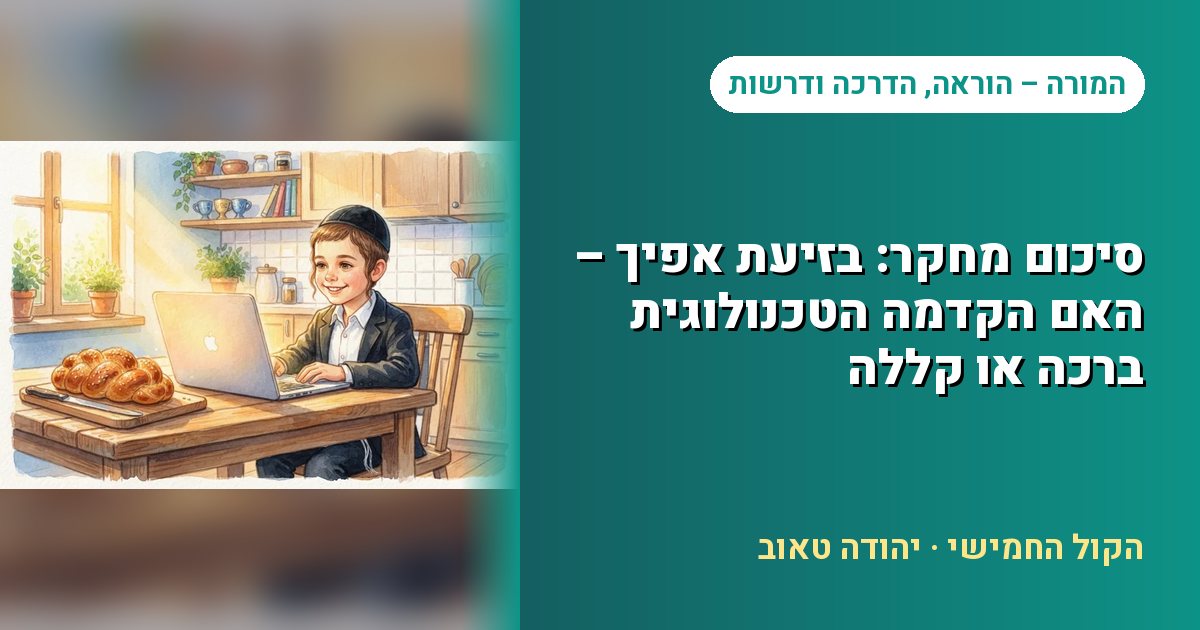 המורה – הוראה, הדרכה ודרשות
סיכום מחקר: בזיעת אפיך –
האם הקדמה הטכנולוגית
ברכה או קללה
הקול החמישי · יהודה טאוב